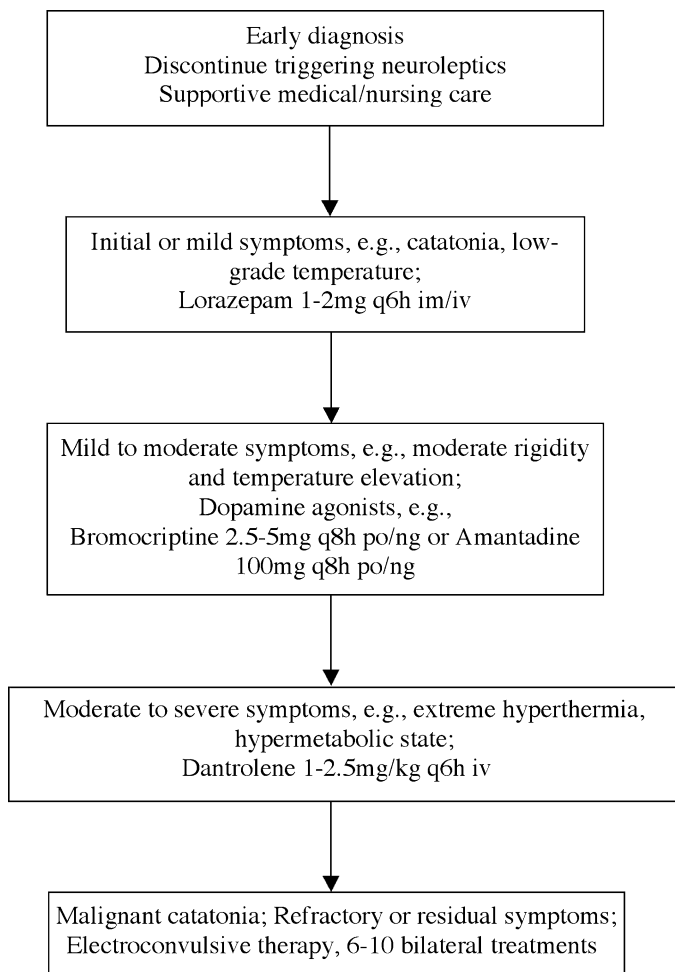 Early diagnosis
Discontinue triggering neuroleptics
Supportive medical/nursing care
Initial or mild symptoms, e.g., catatonia, low-
grade temperature;
Lorazepam 1-2mg q6h im/iv
Mild to moderate symptoms, e.g., moderate rigidity
and temperature elevation;
Dopamine agonists, e.g.,
Bromocriptine 2.5-5mg q8h po/ng or Amantadine
100mg q8h po/ng
Moderate to severe symptoms, e.g., extreme hyperthermia,
hypermetabolic state;
Dantrolene 1-2.5mg/kg q6h iv
Malignant catatonia; Refractory or residual symptoms;
Electroconvulsive therapy, 6-10 bilateral treatments